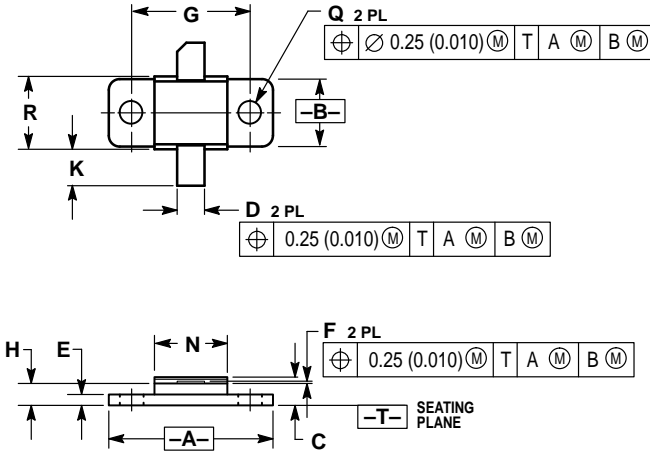 G
Q 2 PL
⌖ ∅ 0.25 (0.010) Ⓜ T A Ⓜ B Ⓜ
R
–B–
K
D 2 PL
⌖ 0.25 (0.010) Ⓜ T A Ⓜ B Ⓜ
H
E
N
F 2 PL
⌖ 0.25 (0.010) Ⓜ T A Ⓜ B Ⓜ
–T– SEATING
PLANE
–A–
C